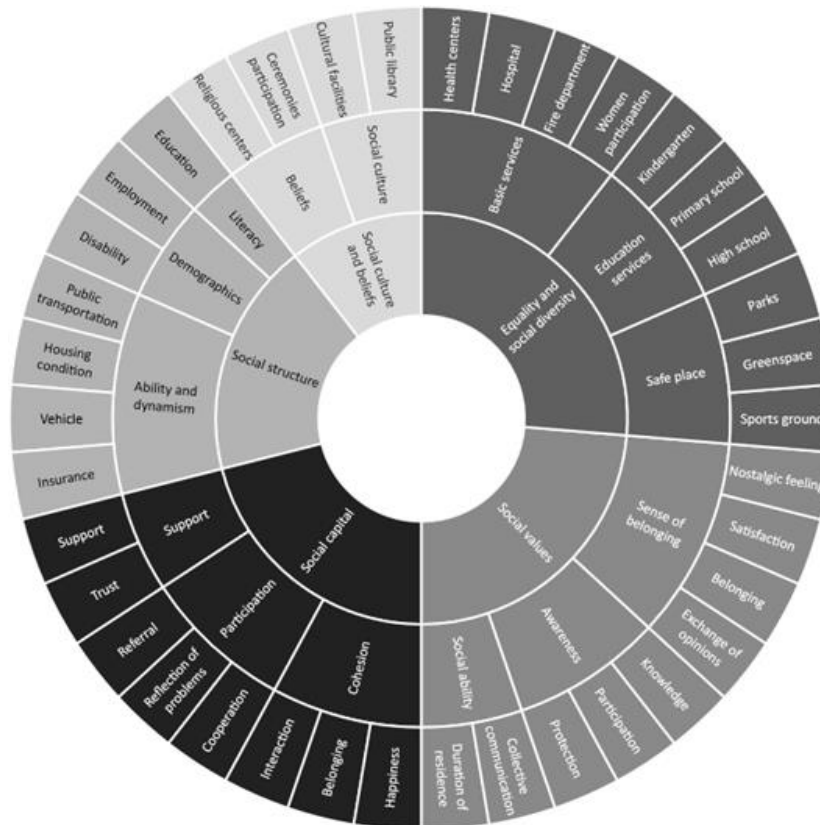 Equality and
social diversity
Basic services
Health centers
Hospital
Fire department
Women
participation
Education
services
Kindergarten
Primary school
High school
Safe place
Parks
Greenspace
Sports ground
Social values
Sense of
belonging
Nostalgic feeling
Satisfaction
Belonging
Exchange of
opinions
Awareness
Knowledge
Participation
Protection
Social ability
Collective
communication
Duration of
residence
Social capital
Cohesion
Happiness
Belonging
Interaction
Participation
Cooperation
Reflection of
problems
Referral
Support
Trust
Support
Social structure
Ability and
dynamism
Insurance
Vehicle
Housing
condition
Public
transportation
Demographics
Disability
Employment
Literacy
Education
Social culture
and beliefs
Beliefs
Religious centers
Ceremonies
participation
Social culture
Cultural facilities
Public library